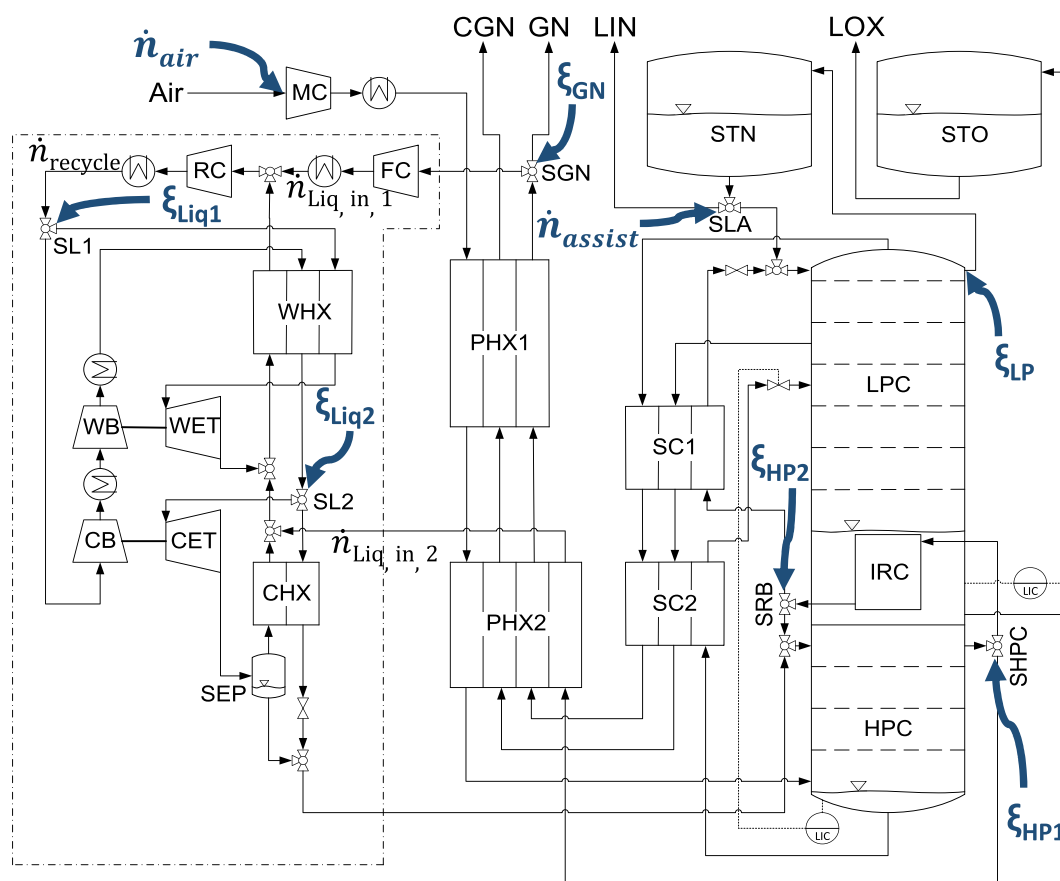 CGN GN LIN LOX
ṅ_air
Air
MC
ξ_GN
STN
STO
ṅ_recycle
RC
FC
SGN
ṅ_Liq, in, 1
ξ_Liq1
SL1
ṅ_assist
SLA
WHX
PHX1
LPC
ξ_LP
WB
WET
ξ_Liq2
SC1
ξ_HP2
SL2
CB
CET
ṅ_Liq, in, 2
CHX
PHX2
SC2
SRB
IRC
LIC
SHPC
SEP
HPC
ξ_HP1
LIC